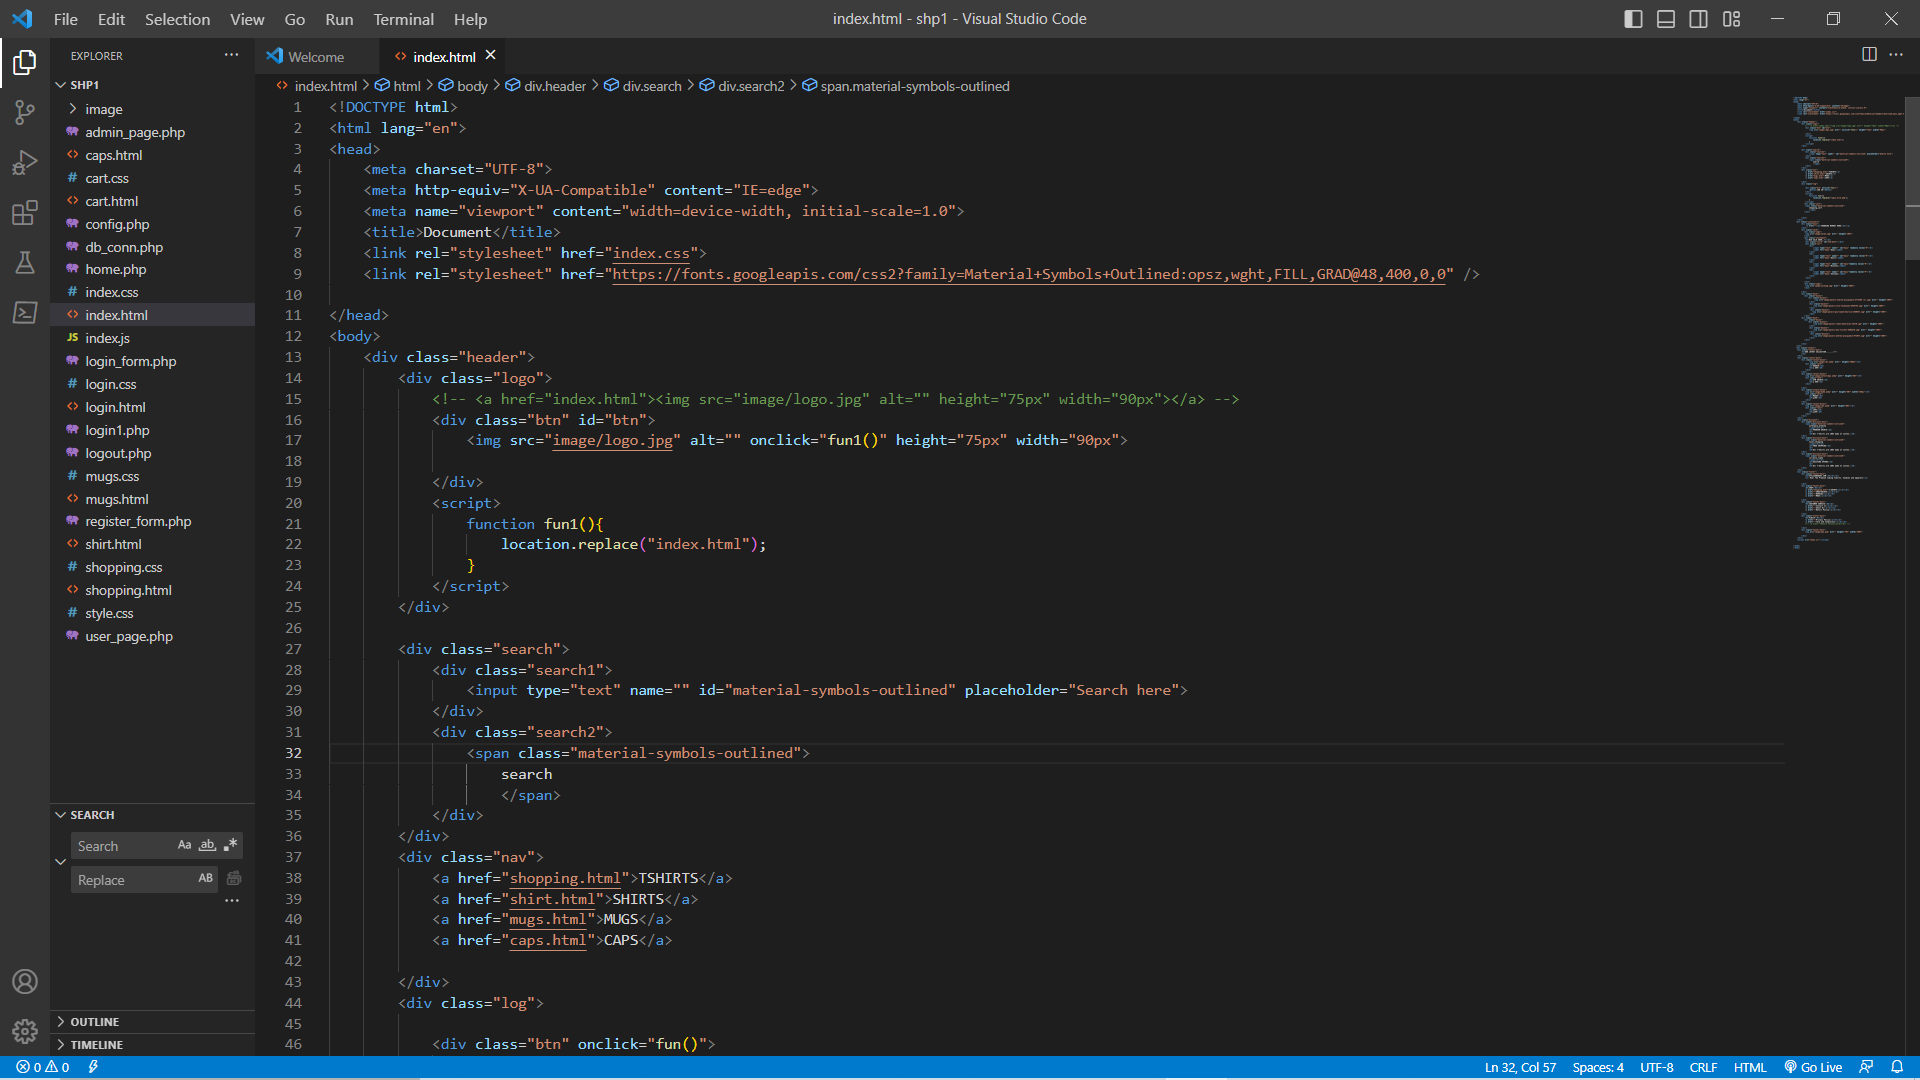 File Edit Selection View Go Run Terminal Help
index.html - shp1 - Visual Studio Code
EXPLORER
SHP1
image
admin_page.php
caps.html
cart.css
cart.html
config.php
db_conn.php
home.php
index.css
index.html
JS index.js
login_form.php
login.css
login.html
login1.php
logout.php
mugs.css
mugs.html
register_form.php
shirt.html
shopping.css
shopping.html
style.css
user_page.php
SEARCH
Search Aa ab
Replace AB
OUTLINE
TIMELINE
Welcome
index.html
index.html > html > body > div.header > div.search > div.search2 > span.material-symbols-outlined
1 <!DOCTYPE html>
2 <html lang="en">
3 <head>
4 <meta charset="UTF-8">
5 <meta http-equiv="X-UA-Compatible" content="IE=edge">
6 <meta name="viewport" content="width=device-width, initial-scale=1.0">
7 <title>Document</title>
8 <link rel="stylesheet" href="index.css">
9 <link rel="stylesheet" href="https://fonts.googleapis.com/css2?family=Material+Symbols+Outlined:opsz,wght,FILL,GRAD@48,400,0,0" />
10
11 </head>
12 <body>
13 <div class="header">
14 <div class="logo">
15 <!-- <a href="index.html"><img src="image/logo.jpg" alt="" height="75px" width="90px"></a> -->
16 <div class="btn" id="btn">
17 <img src="image/logo.jpg" alt="" onclick="fun1()" height="75px" width="90px">
18
19 </div>
20 <script>
21 function fun1(){
22 location.replace("index.html");
23 }
24 </script>
25 </div>
26
27 <div class="search">
28 <div class="search1">
29 <input type="text" name="" id="material-symbols-outlined" placeholder="Search here">
30 </div>
31 <div class="search2">
32 <span class="material-symbols-outlined">
33 search
34 </span>
35 </div>
36 </div>
37 <div class="nav">
38 <a href="shopping.html">TSHIRTS</a>
39 <a href="shirt.html">SHIRTS</a>
40 <a href="mugs.html">MUGS</a>
41 <a href="caps.html">CAPS</a>
42
43 </div>
44 <div class="log">
45
46 <div class="btn" onclick="fun()">
0 0
Ln 32, Col 57 Spaces: 4 UTF-8 CRLF HTML Go Live